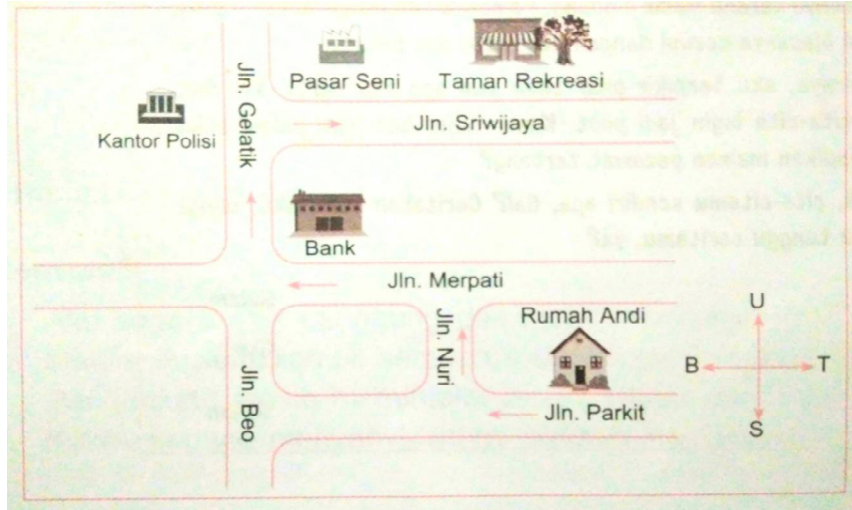 Pasar Seni
Taman Rekreasi
Jln. Gelatik
Kantor Polisi
Jln. Sriwijaya
Bank
Jln. Merpati
Jln. Nuri
Rumah Andi
U
B
T
S
Jln. Beo
Jln. Parkit